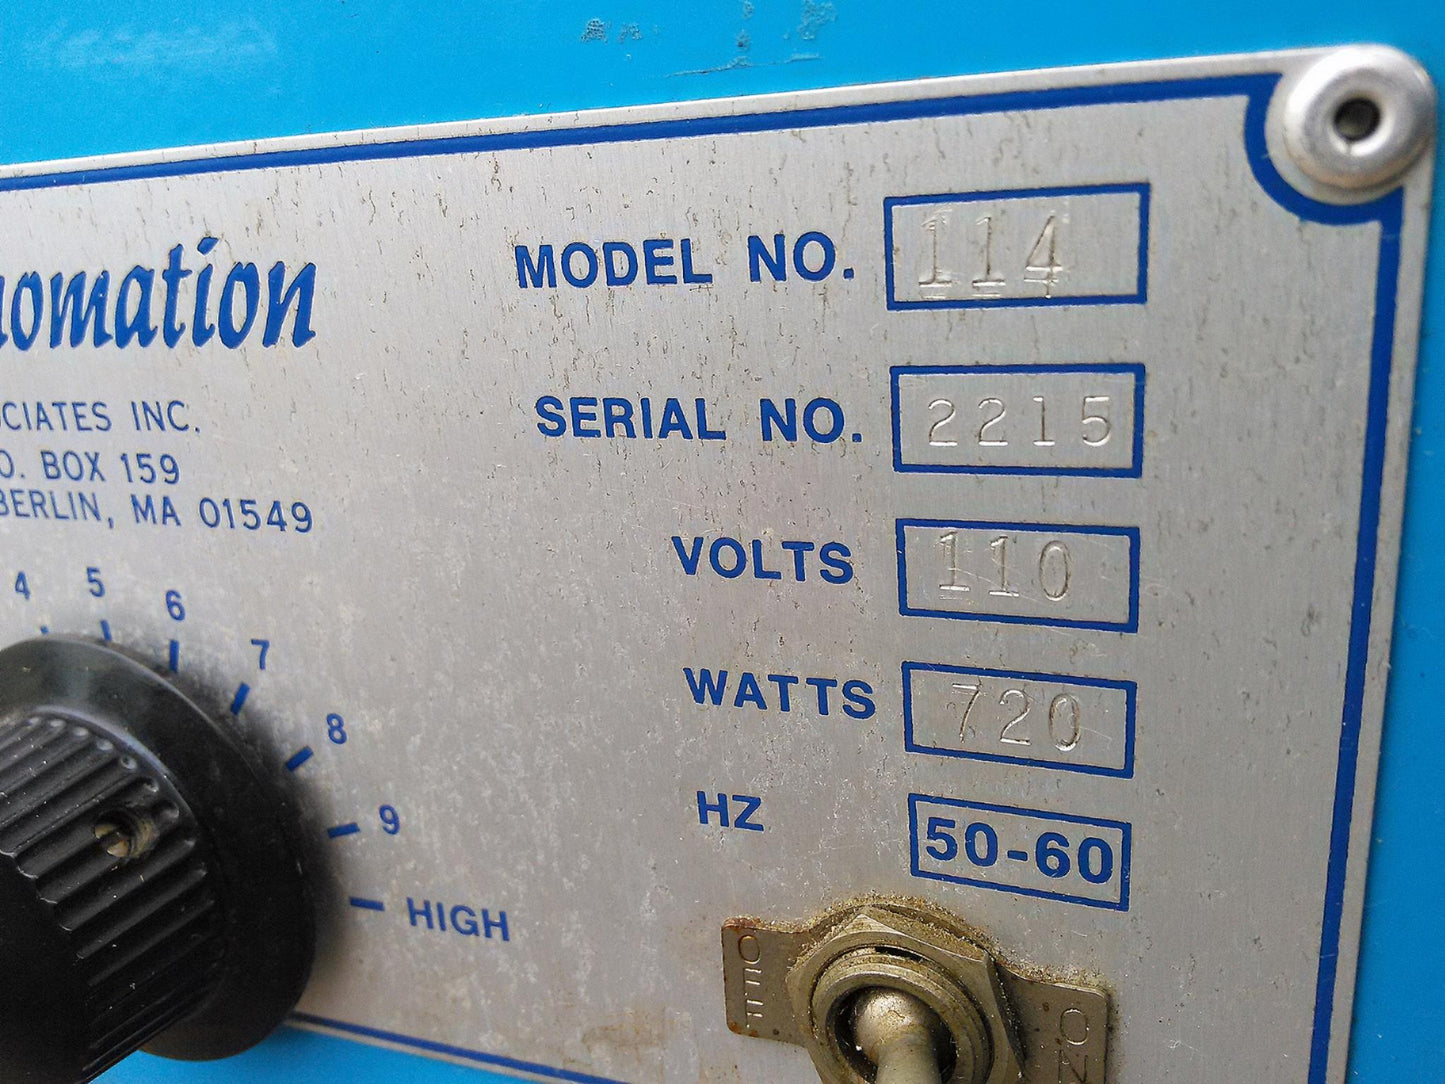 omation
CIATES INC.
O. BOX 159
BERLIN, MA 01549
MODEL NO. 114
SERIAL NO. 2215
VOLTS 110
WATTS 720
HZ 50-60
4 5 6 7 8 9 HIGH
OFF ON